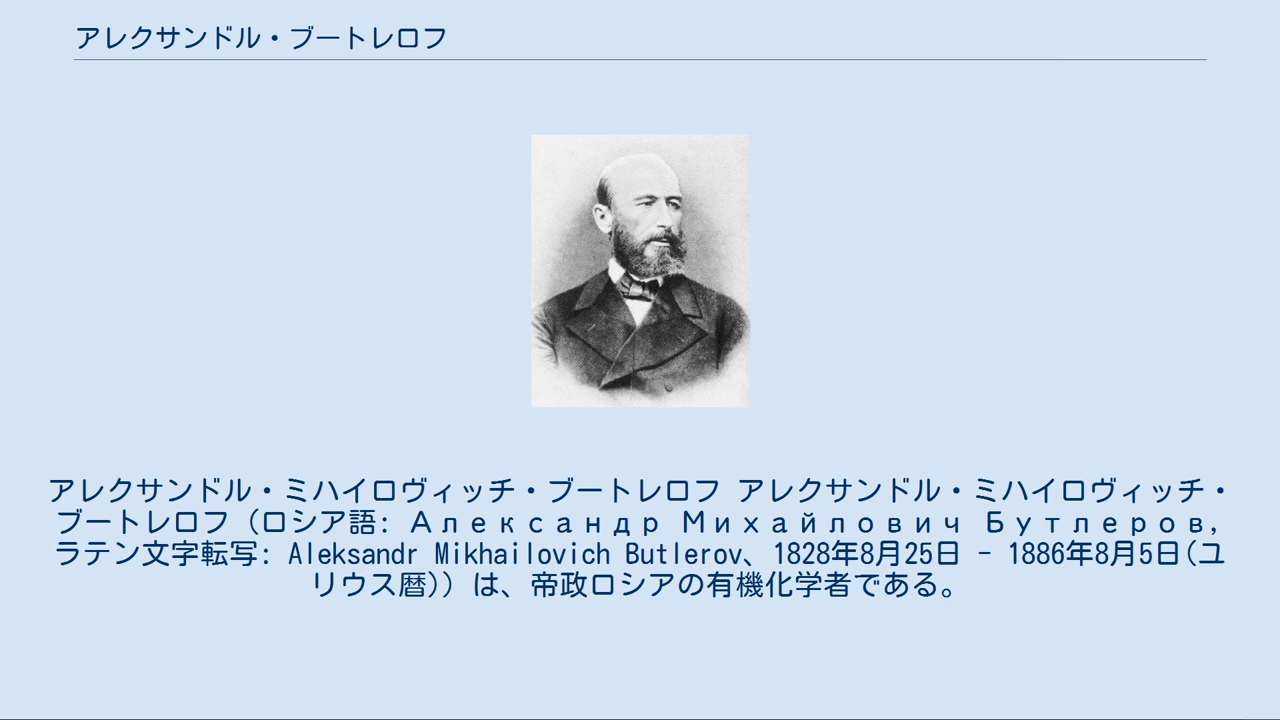 アレクサンドル・ブートレロフ
アレクサンドル・ミハイロヴィッチ・ブートレロフ アレクサンドル・ミハイロヴィッチ・
ブートレロフ（ロシア語: Александр Михайлович Бутлеров,
ラテン文字転写: Aleksandr Mikhailovich Butlerov、1828年8月25日 - 1886年8月5日(ユ
リウス暦)）は、帝政ロシアの有機化学者である。